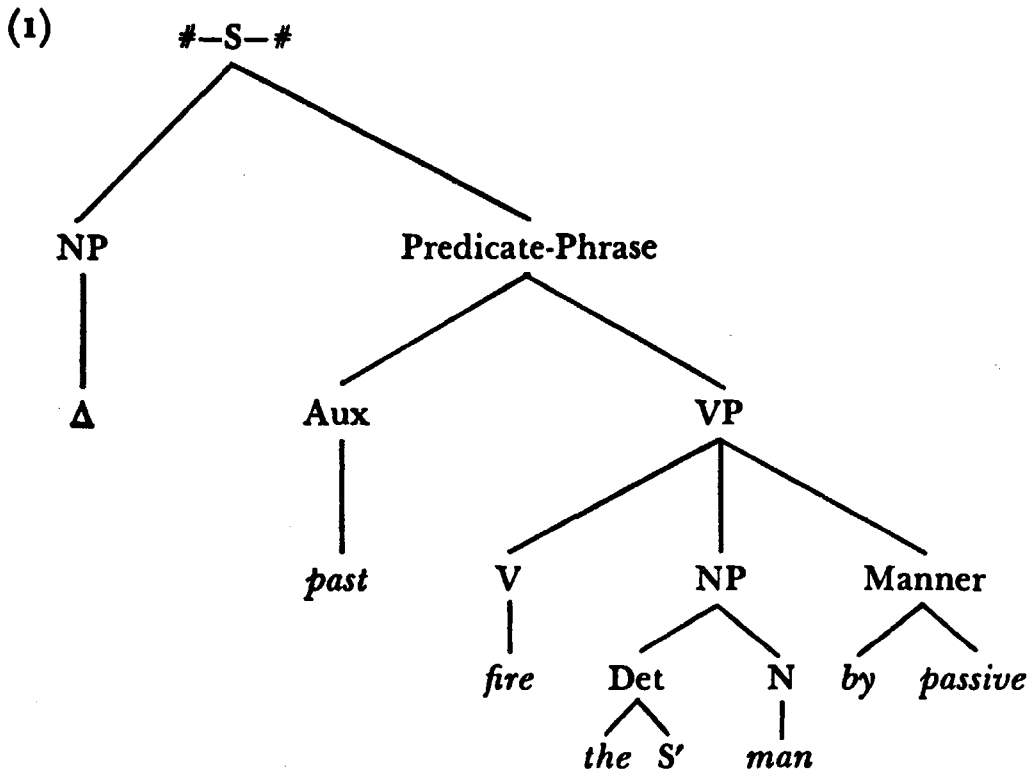 (1) #–S–#
NP Predicate-Phrase
Δ Aux VP
past V NP Manner
fire Det N by passive
the S′ man